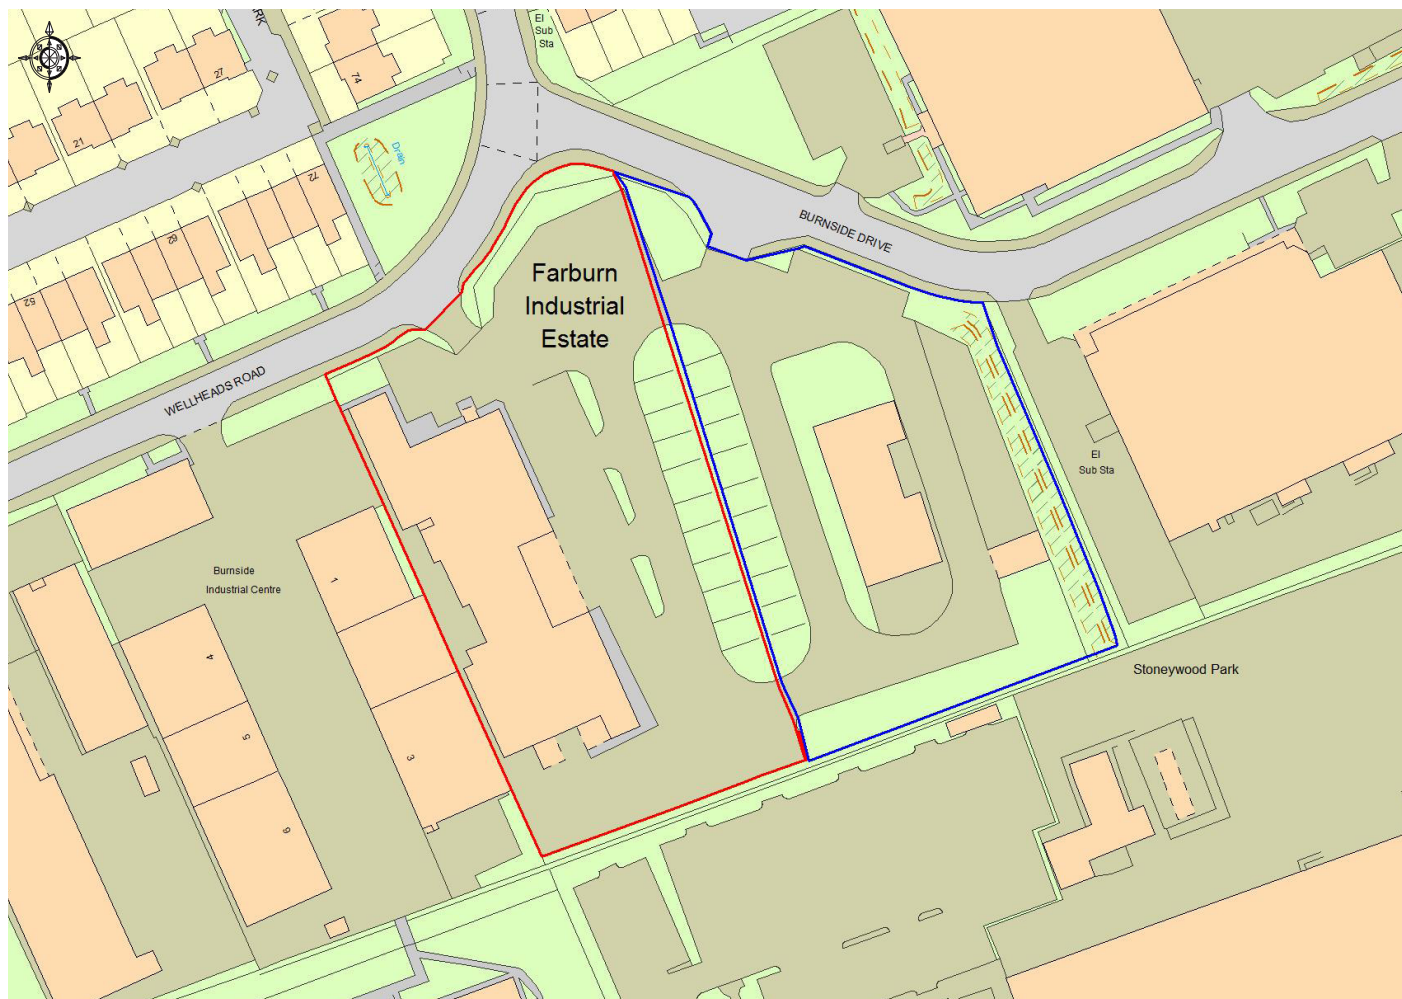 RK
El
Sub
Sta
27
74
21
Drain
72
62
52
BURNSIDE DRIVE
Farburn
Industrial
Estate
WELLHEADS ROAD
El
Sub Sta
Burnside
Industrial Centre
1
4
Stoneywood Park
5
3
6